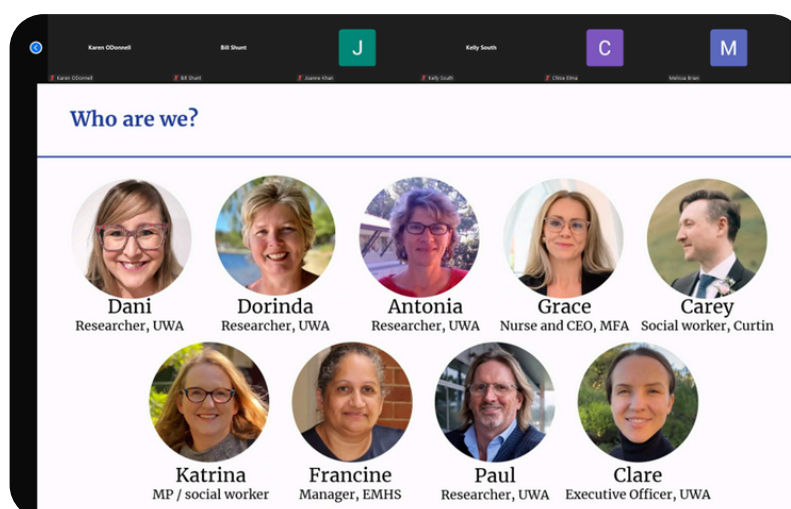 Karen ODonnell
Bill Shunt
J
Kelly South
C
M
Karen ODonnell
Bill Shunt
Joanne Khan
Kelly South
Chloe Elma
Melissa Brian
Who are we?
Dani
Researcher, UWA
Dorinda
Researcher, UWA
Antonia
Researcher, UWA
Grace
Nurse and CEO, MFA
Carey
Social worker, Curtin
Katrina
MP / social worker
Francine
Manager, EMHS
Paul
Researcher, UWA
Clare
Executive Officer, UWA